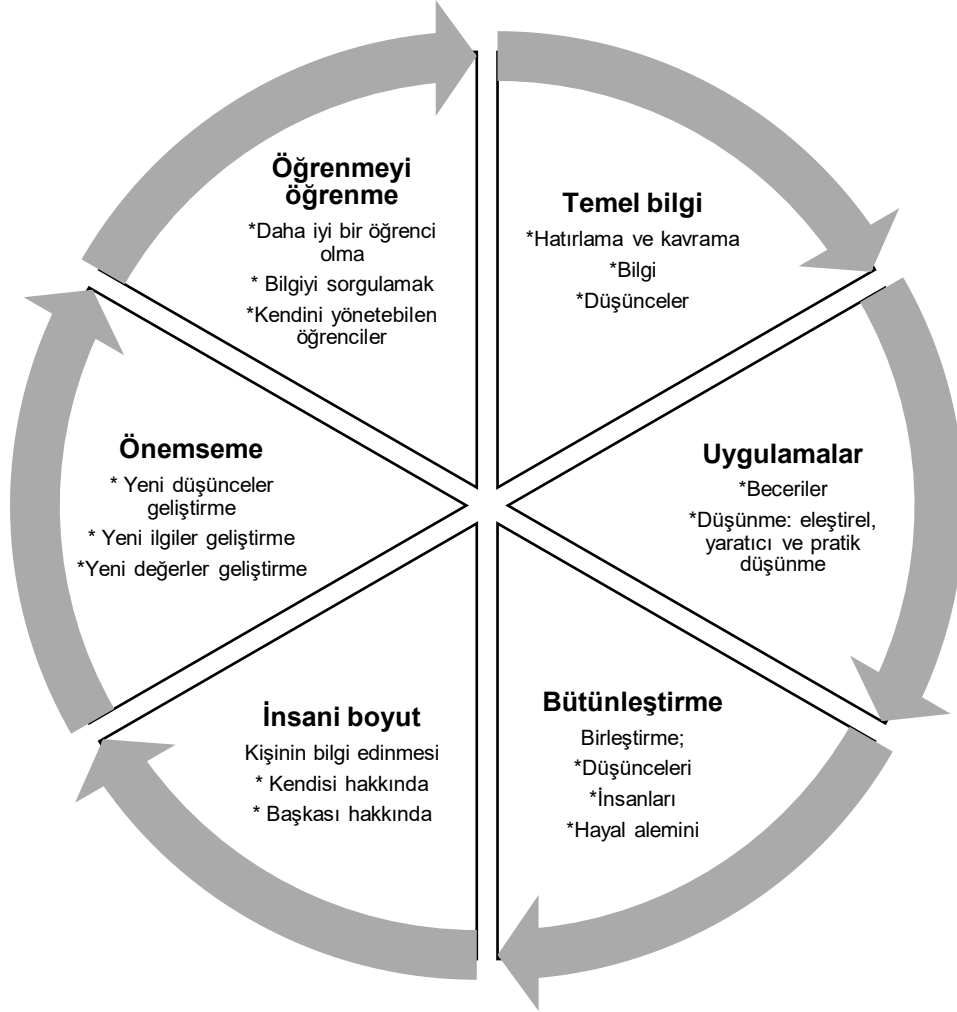 Öğrenmeyi
öğrenme
*Daha iyi bir öğrenci
olma
* Bilgiyi sorgulamak
*Kendini yönetebilen
öğrenciler
Temel bilgi
*Hatırlama ve kavrama
*Bilgi
*Düşünceler
Uygulamalar
*Beceriler
*Düşünme: eleştirel,
yaratıcı ve pratik
düşünme
Bütünleştirme
Birleştirme;
*Düşünceleri
*İnsanları
*Hayal alemini
İnsani boyut
Kişinin bilgi edinmesi
* Kendisi hakkında
* Başkası hakkında
Önemseme
* Yeni düşünceler
geliştirme
* Yeni ilgiler geliştirme
*Yeni değerler geliştirme